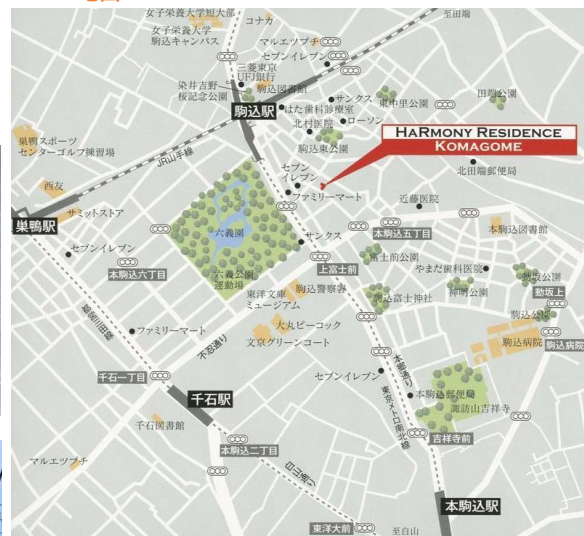 女子栄養大学短大部
コナカ
至田端
女子栄養大学
駒込キャンパス
マルエツプチ
セブンイレブン
三菱東京
UFJ銀行
駒込図書館
染井吉野
桜記念公園
サンクス
東中里公園
田端公園
駒込駅
はた歯科診療室
ローソン
北村医院
駒込東公園
HARMONY RESIDENCE
KOMAGOME
巣鴨スポーツ
センターゴルフ練習場
JR山手線
セブン
イレブン
ファミリーマート
北田端郵便局
西友
サミットストア
近藤医院
巣鴨駅
六義園
サンクス
本駒込五丁目
本駒込図書館
セブンイレブン
本駒込六丁目
上富士前
富士前公園
やまだ歯科医院
動坂公園
動坂上
六義公園
運動場
東洋文庫
ミュージアム
駒込警察署
駒込富士神社
神明公園
駒込公園
都営三田線
ファミリーマート
不忍通り
大丸ピーコック
文京グリーンコート
駒込病院
駒込病院
本郷通り
東京メトロ南北線
千石一丁目
セブンイレブン
千石駅
本駒込郵便局
諏訪山吉祥寺
千石図書館
本駒込二丁目
吉祥寺前
マルエツプチ
白山通り
本駒込駅
東洋大前
至白山